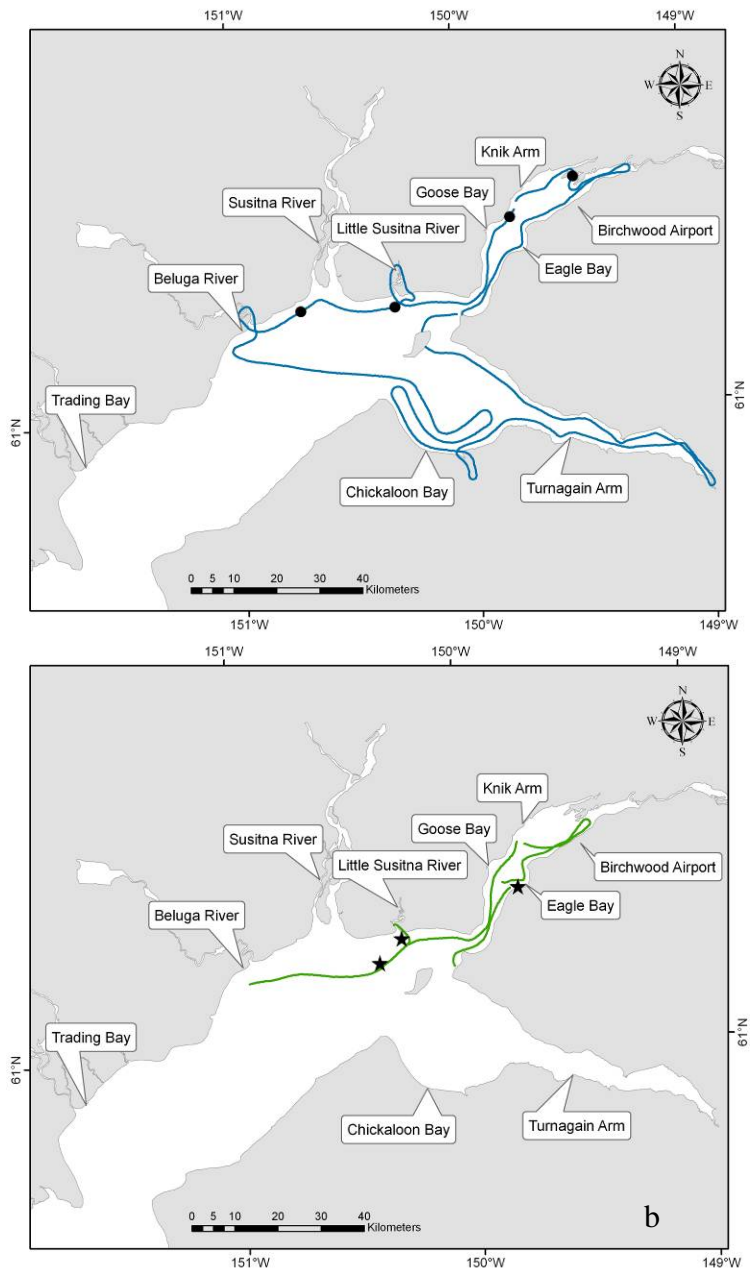 151°W 150°W 149°W
N
W E
S
Knik Arm
Goose Bay
Susitna River
Little Susitna River
Birchwood Airport
Eagle Bay
Beluga River
Trading Bay
61°N
61°N
Chickaloon Bay
Turnagain Arm
0 5 10 20 30 40
Kilometers
151°W 150°W 149°W
151°W 150°W 149°W
N
W E
S
Knik Arm
Goose Bay
Susitna River
Little Susitna River
Birchwood Airport
Eagle Bay
Beluga River
Trading Bay
61°N
61°N
Chickaloon Bay
Turnagain Arm
0 5 10 20 30 40
Kilometers
b
151°W 150°W 149°W